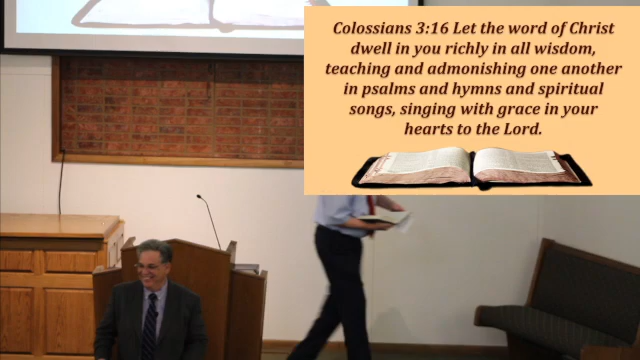 Colossians 3:16 Let the word of Christ
dwell in you richly in all wisdom,
teaching and admonishing one another
in psalms and hymns and spiritual
songs, singing with grace in your
hearts to the Lord.